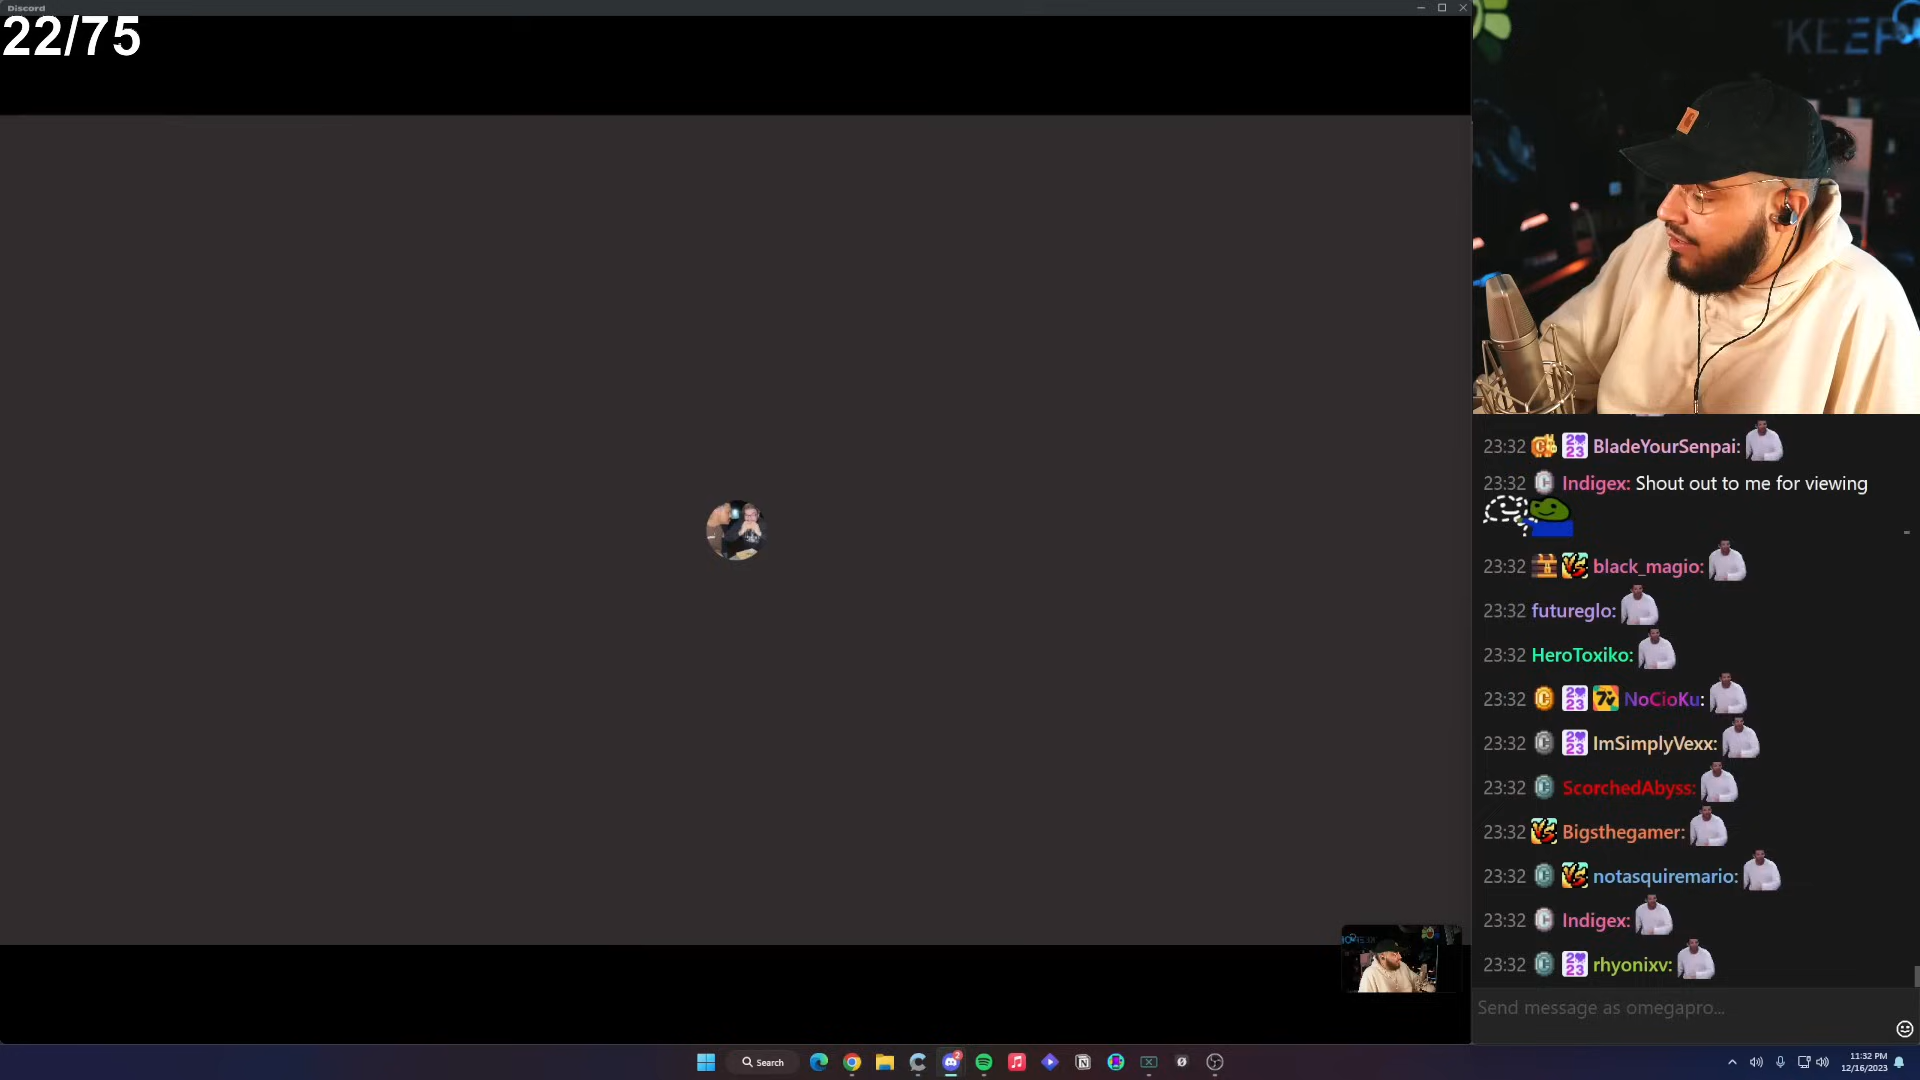 Discord
22/75
"KEEP
23:32 BladeYourSenpai:
23:32 Indigex: Shout out to me for viewing
23:32 black_magio:
23:32 futureglo:
23:32 HeroToxiko:
23:32 NoCioKu:
23:32 ImSimplyVexx:
23:32 ScorchedAbyss:
23:32 Bigsthegamer:
23:32 notasquiremario:
23:32 Indigex:
23:32 rhyonixv:
Send message as omegapro...
Search
11:32 PM
12/16/2023